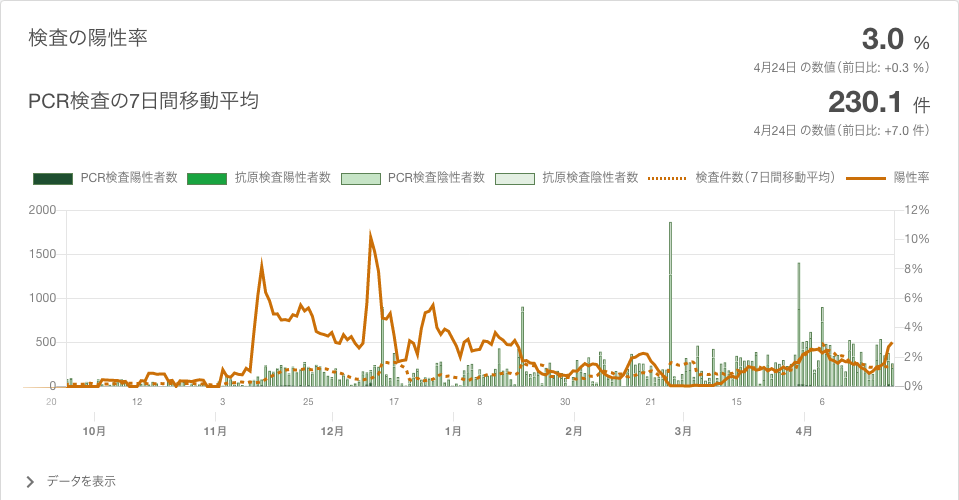 検査の陽性率
3.0 %
4月24日 の数値（前日比: +0.3 %）
PCR検査の7日間移動平均
230.1 件
4月24日 の数値（前日比: +7.0 件）
PCR検査陽性者数 抗原検査陽性者数 PCR検査陰性者数 抗原検査陰性者数 検査件数（7日間移動平均） 陽性率
2000 12%
10%
1500
8%
1000 6%
4%
500
2%
0 0%
20 12 3 25 17 8 30 21 15 6
10月 11月 12月 1月 2月 3月 4月
データを表示